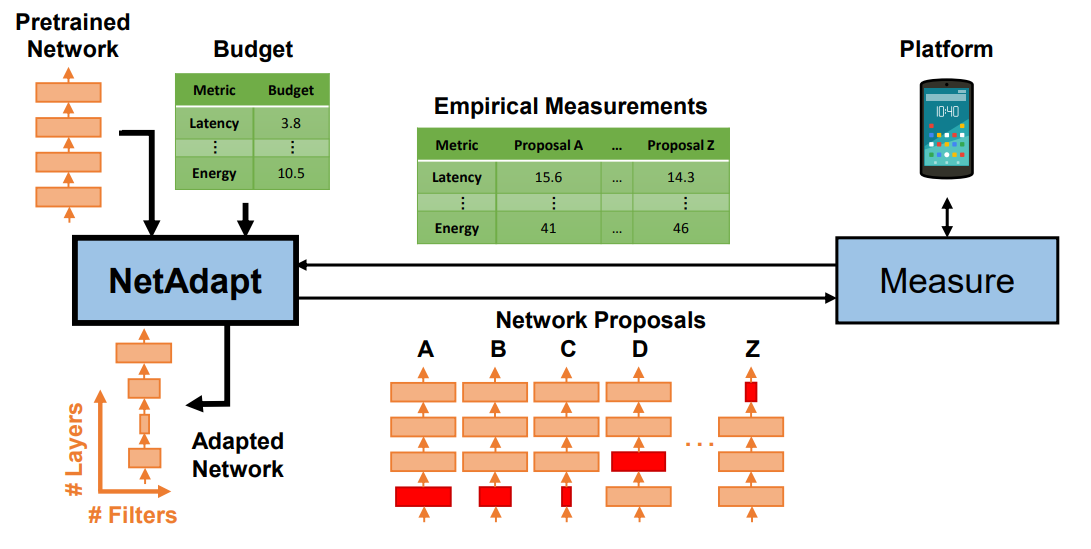 Pretrained
Network
Budget
Metric Budget
Latency 3.8
⋮ ⋮
Energy 10.5
Empirical Measurements
Metric Proposal A ... Proposal Z
Latency 15.6 ... 14.3
⋮ ⋮ ⋮
Energy 41 ... 46
Platform
10:40
NetAdapt
Measure
Network Proposals
A B C D Z
. . .
# Layers
# Filters
Adapted
Network